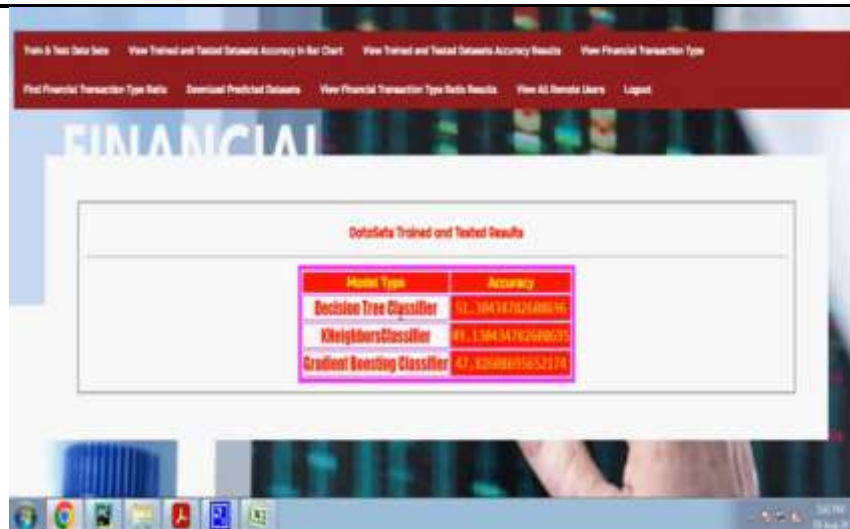 Train & Test Data Sets View Trained and Tested Datasets Accuracy in Bar Chart View Trained and Tested Datasets Accuracy Results View Financial Transaction Type
Find Financial Transaction Type Ratio Download Predicted Datasets View Financial Transaction Type Ratio Results View All Remote Users Logout
FINANCIAL
DataSets Trained and Tested Results
Model Type Accuracy
Decision Tree Classifier
KNeighborsClassifier
Gradient Boosting Classifier